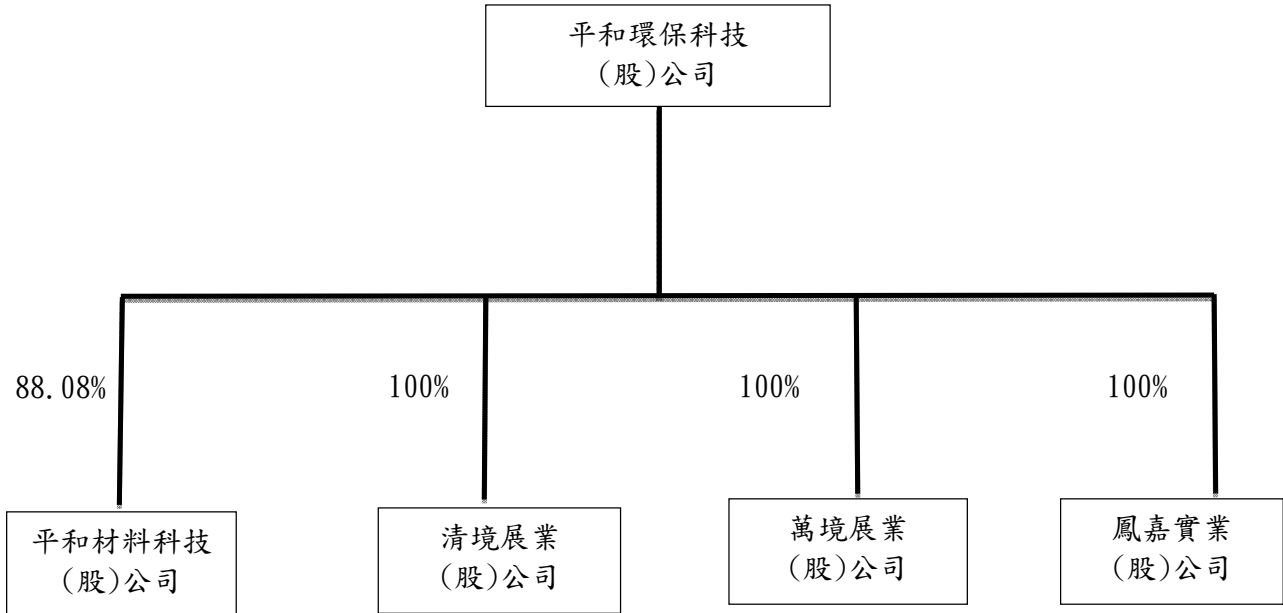 平和環保科技
(股)公司
88.08%
100%
100%
100%
平和材料科技
(股)公司
清境展業
(股)公司
萬境展業
(股)公司
鳳嘉實業
(股)公司